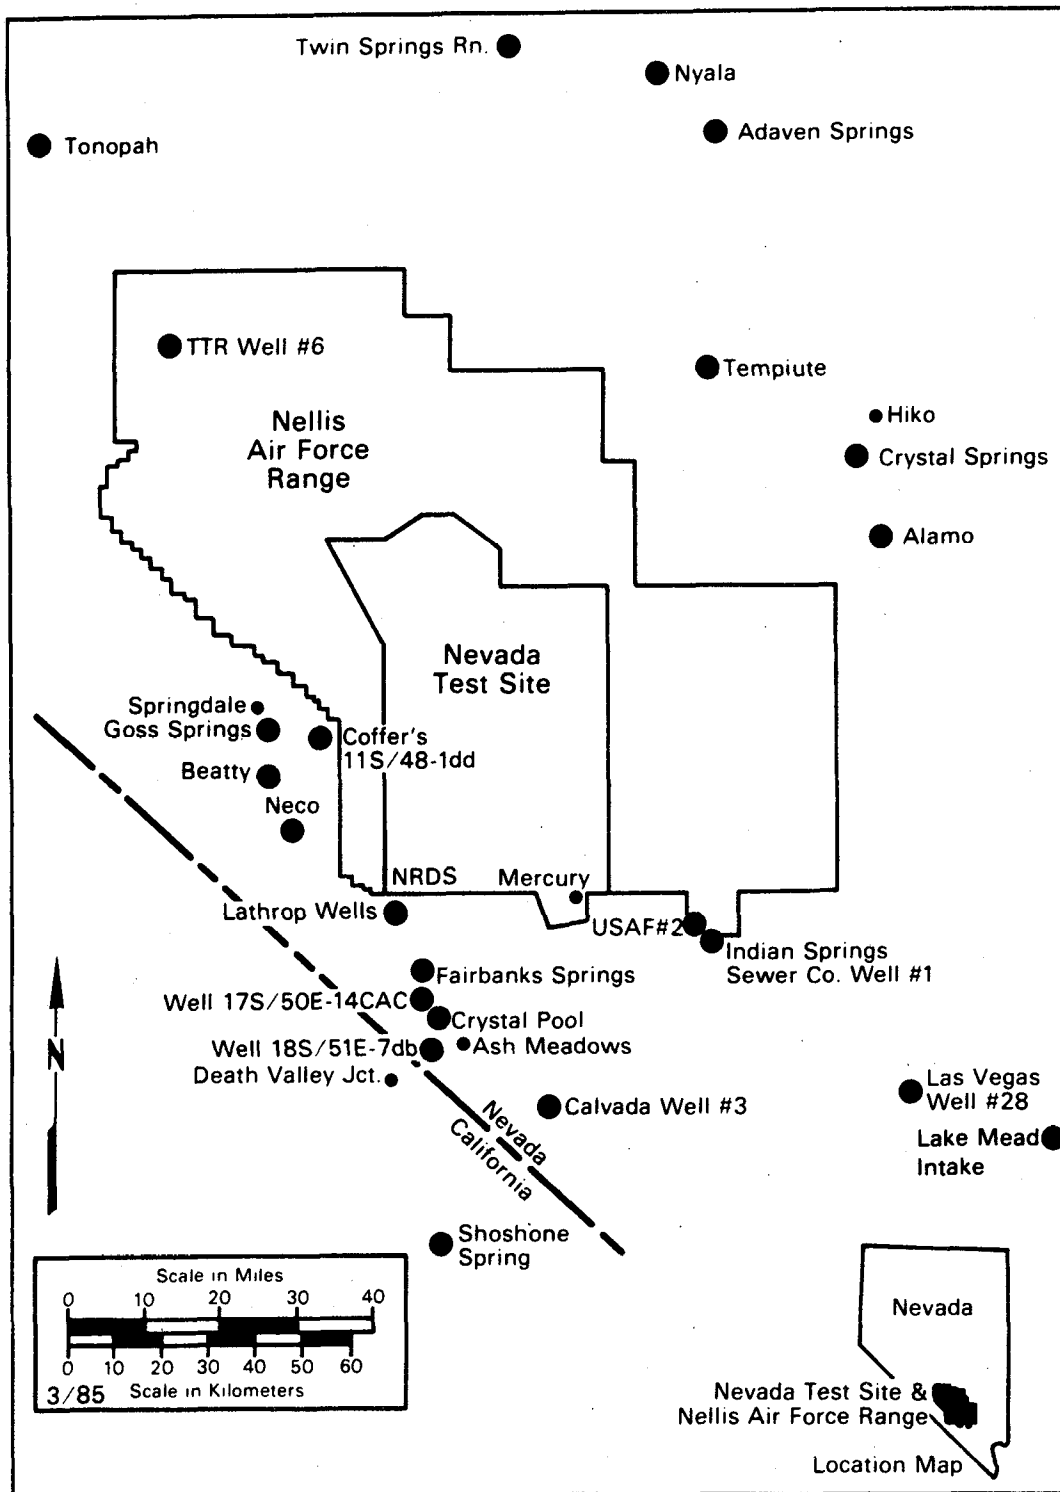 Twin Springs Rn.
Nyala
Adaven Springs
Tonopah
TTR Well #6
Tempiute
Nellis
Air Force
Range
Hiko
Crystal Springs
Alamo
Nevada
Test Site
Springdale
Goss Springs
Coffer's
11S/48-1dd
Beatty
Neco
NRDS
Mercury
Lathrop Wells
USAF#2
Indian Springs
Sewer Co. Well #1
Fairbanks Springs
Well 17S/50E-14CAC
Crystal Pool
Well 18S/51E-7db
Ash Meadows
Death Valley Jct.
N
Calvada Well #3
Las Vegas
Well #28
Nevada
California
Lake Mead
Intake
Shoshone
Spring
Scale in Miles
0 10 20 30 40
0 10 20 30 40 50 60
3/85 Scale in Kilometers
Nevada
Nevada Test Site &
Nellis Air Force Range
Location Map